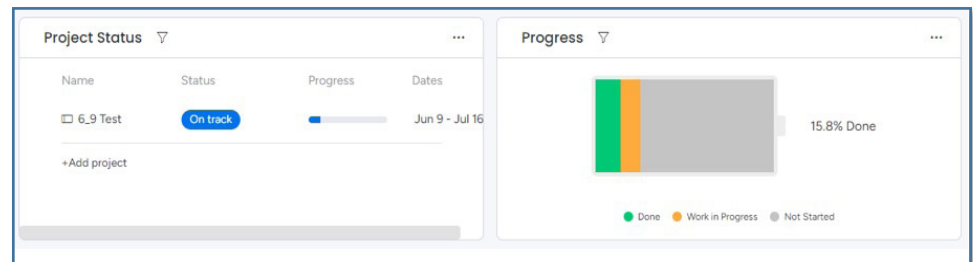 Project Status
Name Status Progress Dates
6_9 Test On track Jun 9 - Jul 16
+Add project
Progress
15.8% Done
Done Work in Progress Not Started